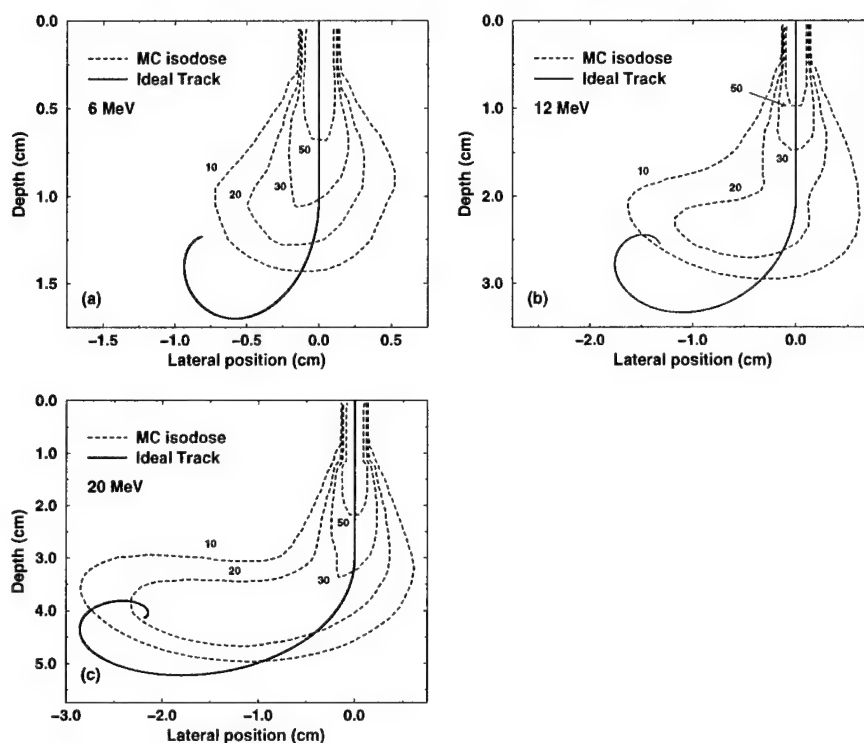 0.0
0.5
1.0
1.5
Depth (cm)
MC isodose
Ideal Track
6 MeV
10
20
30
50
(a)
−1.5
−1.0
−0.5
0.0
0.5
Lateral position (cm)
0.0
1.0
2.0
3.0
Depth (cm)
MC isodose
Ideal Track
12 MeV
50
30
20
10
(b)
−2.0
−1.0
0.0
Lateral position (cm)
0.0
1.0
2.0
3.0
4.0
5.0
Depth (cm)
MC isodose
Ideal Track
20 MeV
50
10
20
30
(c)
−3.0
−2.0
−1.0
0.0
Lateral position (cm)